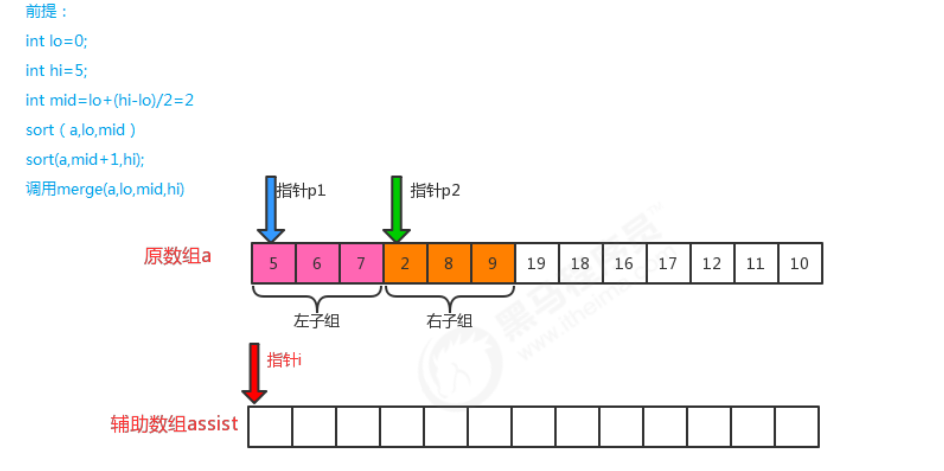 前提：
int lo=0;
int hi=5;
int mid=lo+(hi-lo)/2=2
sort（a,lo,mid）
sort(a,mid+1,hi);
调用merge(a,lo,mid,hi)
指针p1 指针p2
原数组a 5 6 7 2 8 9 19 18 16 17 12 11 10
左子组 右子组
指针i
辅助数组assist
黑马程序员™
www.itheima.com